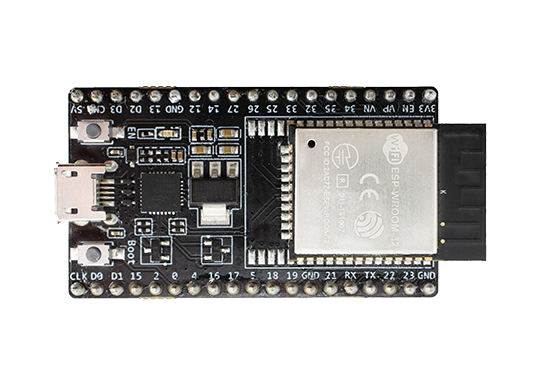 5V CMD D3 D2 13 GND 12 14 27 26 25 33 32 35 34 VN VP EN 3V3
EN
WiFi ESP-WROOM-32
CE
Boot
CLK D0 D1 15 2 0 4 16 17 5 18 19 GND 21 RX TX 22 23 GND